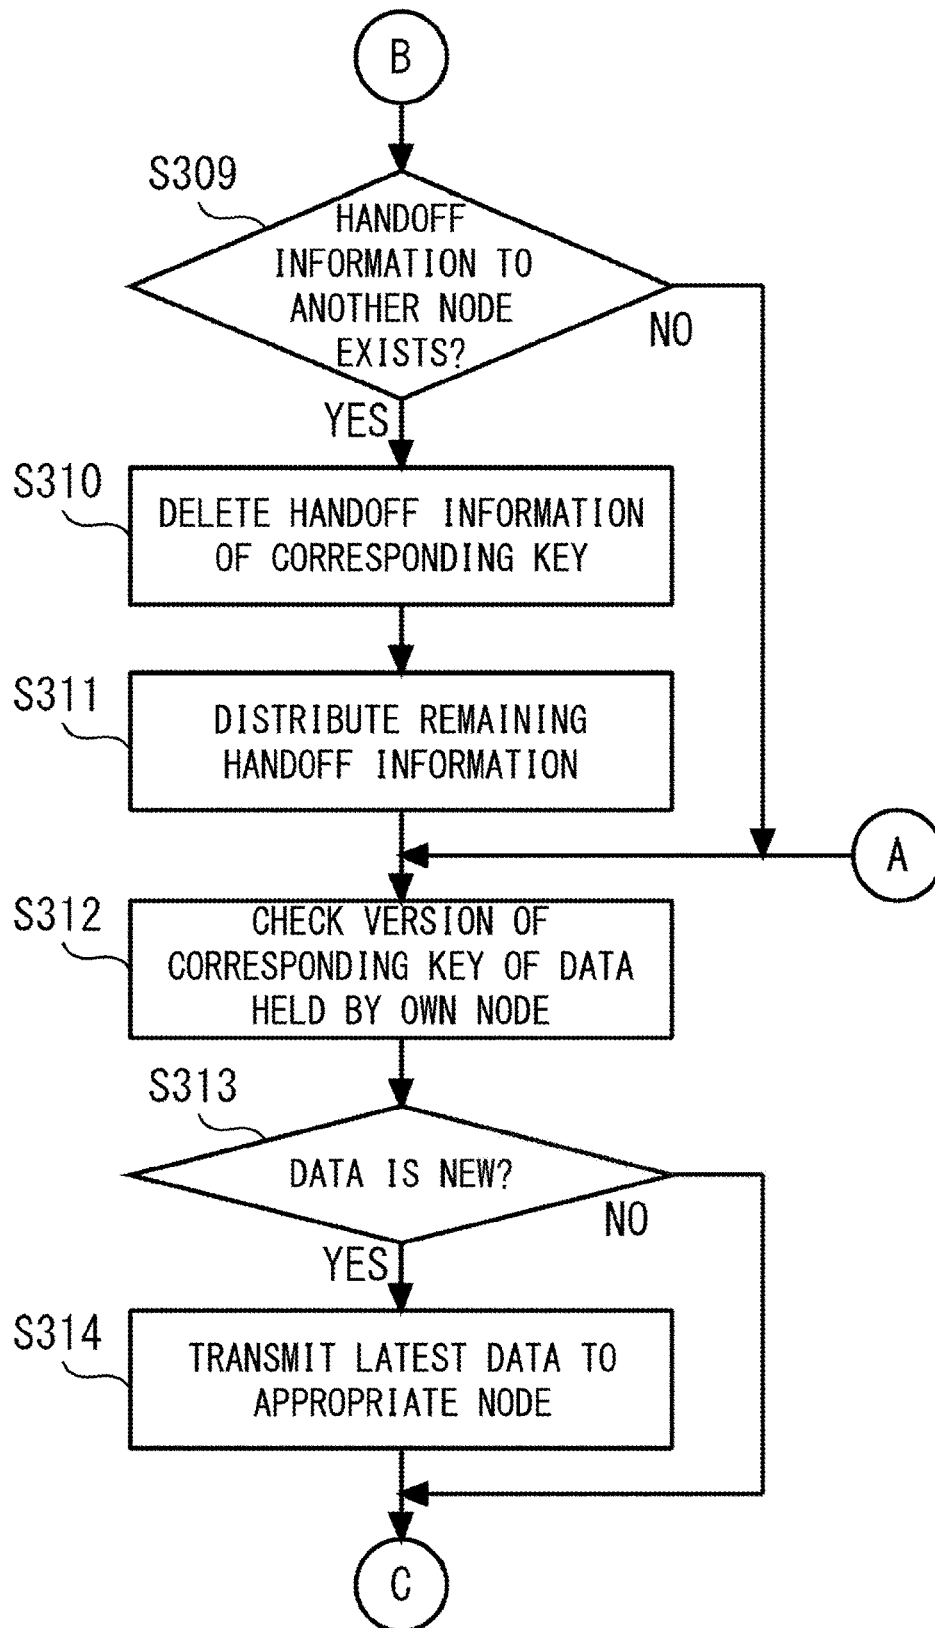 B
S309
HANDOFF
INFORMATION TO
ANOTHER NODE
EXISTS?
NO
YES
S310
DELETE HANDOFF INFORMATION
OF CORRESPONDING KEY
S311
DISTRIBUTE REMAINING
HANDOFF INFORMATION
A
S312
CHECK VERSION OF
CORRESPONDING KEY OF DATA
HELD BY OWN NODE
S313
DATA IS NEW?
NO
YES
S314
TRANSMIT LATEST DATA TO
APPROPRIATE NODE
C